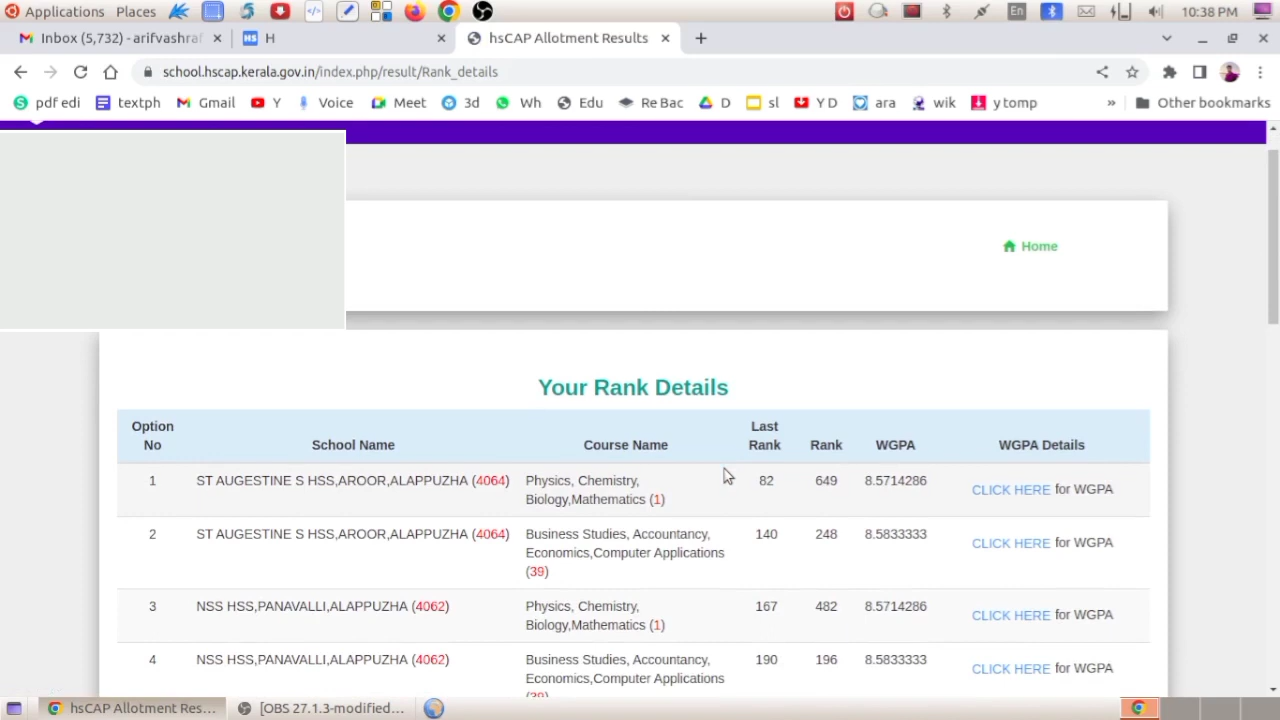 Applications Places En 10:38 PM
Inbox (5,732) - arifvashraf H hsCAP Allotment Results
school.hscap.kerala.gov.in/index.php/result/Rank_details
pdf edi textph Gmail Y Voice Meet 3d Wh Edu Re Bac D sl Y D ara wik y tomp » Other bookmarks
Home
Your Rank Details
Option No School Name Course Name Last Rank Rank WGPA WGPA Details
1 ST AUGESTINE S HSS,AROOR,ALAPPUZHA (4064) Physics, Chemistry, 82 649 8.5714286 CLICK HERE for WGPA
Biology,Mathematics (1)
2 ST AUGESTINE S HSS,AROOR,ALAPPUZHA (4064) Business Studies, Accountancy, 140 248 8.5833333 CLICK HERE for WGPA
Economics,Computer Applications
(39)
3 NSS HSS,PANAVALLI,ALAPPUZHA (4062) Physics, Chemistry, 167 482 8.5714286 CLICK HERE for WGPA
Biology,Mathematics (1)
4 NSS HSS,PANAVALLI,ALAPPUZHA (4062) Business Studies, Accountancy, 190 196 8.5833333 CLICK HERE for WGPA
Economics,Computer Applications
(39)
hsCAP Allotment Res... [OBS 27.1.3-modified...